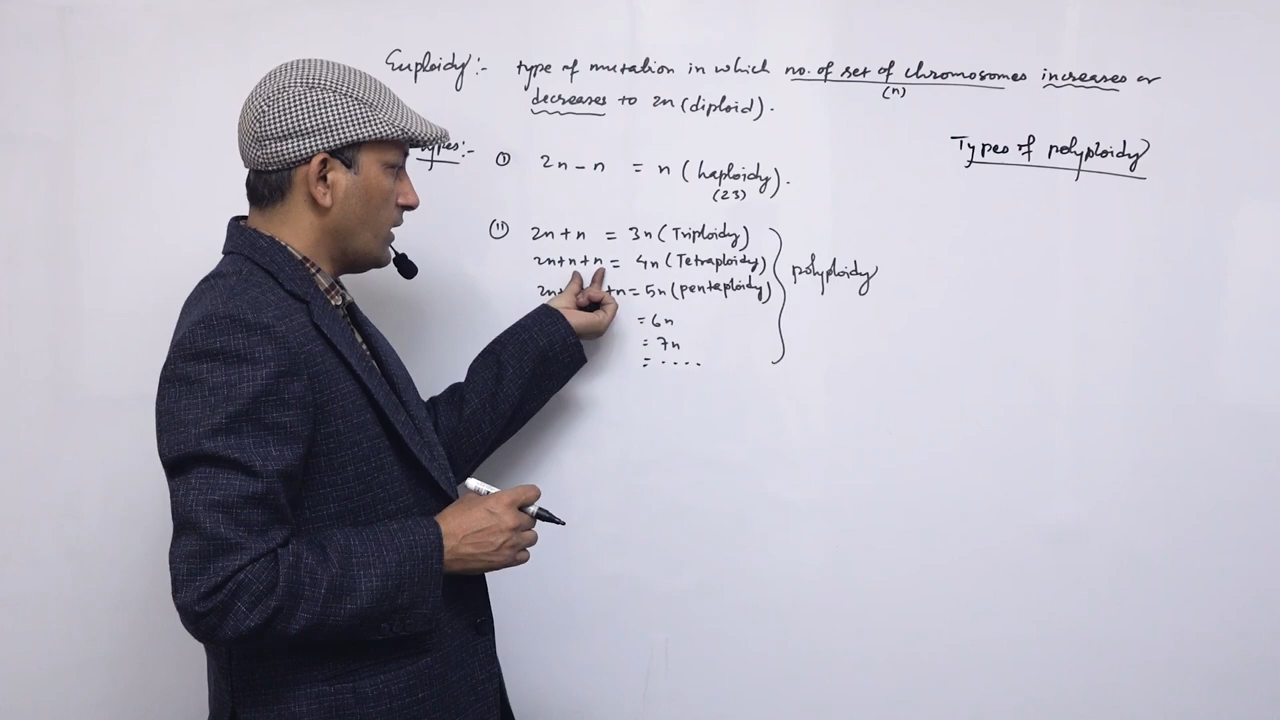 Euploidy:- type of mutation in which no. of set of chromosomes increases or
(n)
decreases to 2n (diploid).
Types of polyploidy
types:- (I) 2n - n = n (haploidy).
(23)
(II) 2n + n = 3n (Triploidy)
2n+n+n = 4n (Tetraploidy)
polyploidy
2n+ +n = 5n (pentaploidy)
= 6n
= 7n
= ....